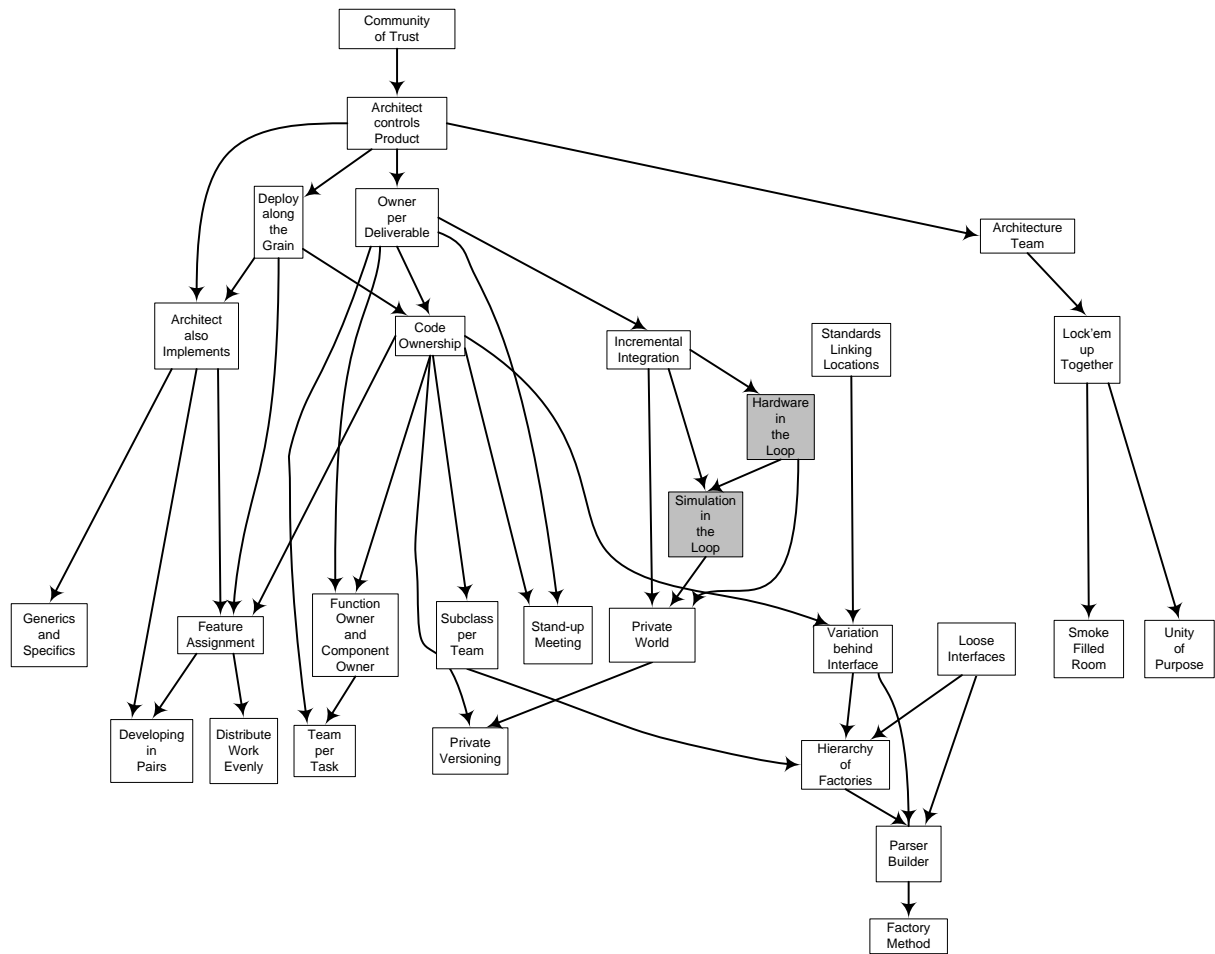 Community
of Trust
Architect
controls
Product
Deploy
along
the
Grain
Owner
per
Deliverable
Architecture
Team
Architect
also
Implements
Code
Ownership
Incremental
Integration
Standards
Linking
Locations
Lock'em
up
Together
Hardware
in
the
Loop
Simulation
in
the
Loop
Generics
and
Specifics
Feature
Assignment
Function
Owner
and
Component
Owner
Subclass
per
Team
Stand-up
Meeting
Private
World
Variation
behind
Interface
Loose
Interfaces
Smoke
Filled
Room
Unity
of
Purpose
Developing
in
Pairs
Distribute
Work
Evenly
Team
per
Task
Private
Versioning
Hierarchy
of
Factories
Parser
Builder
Factory
Method